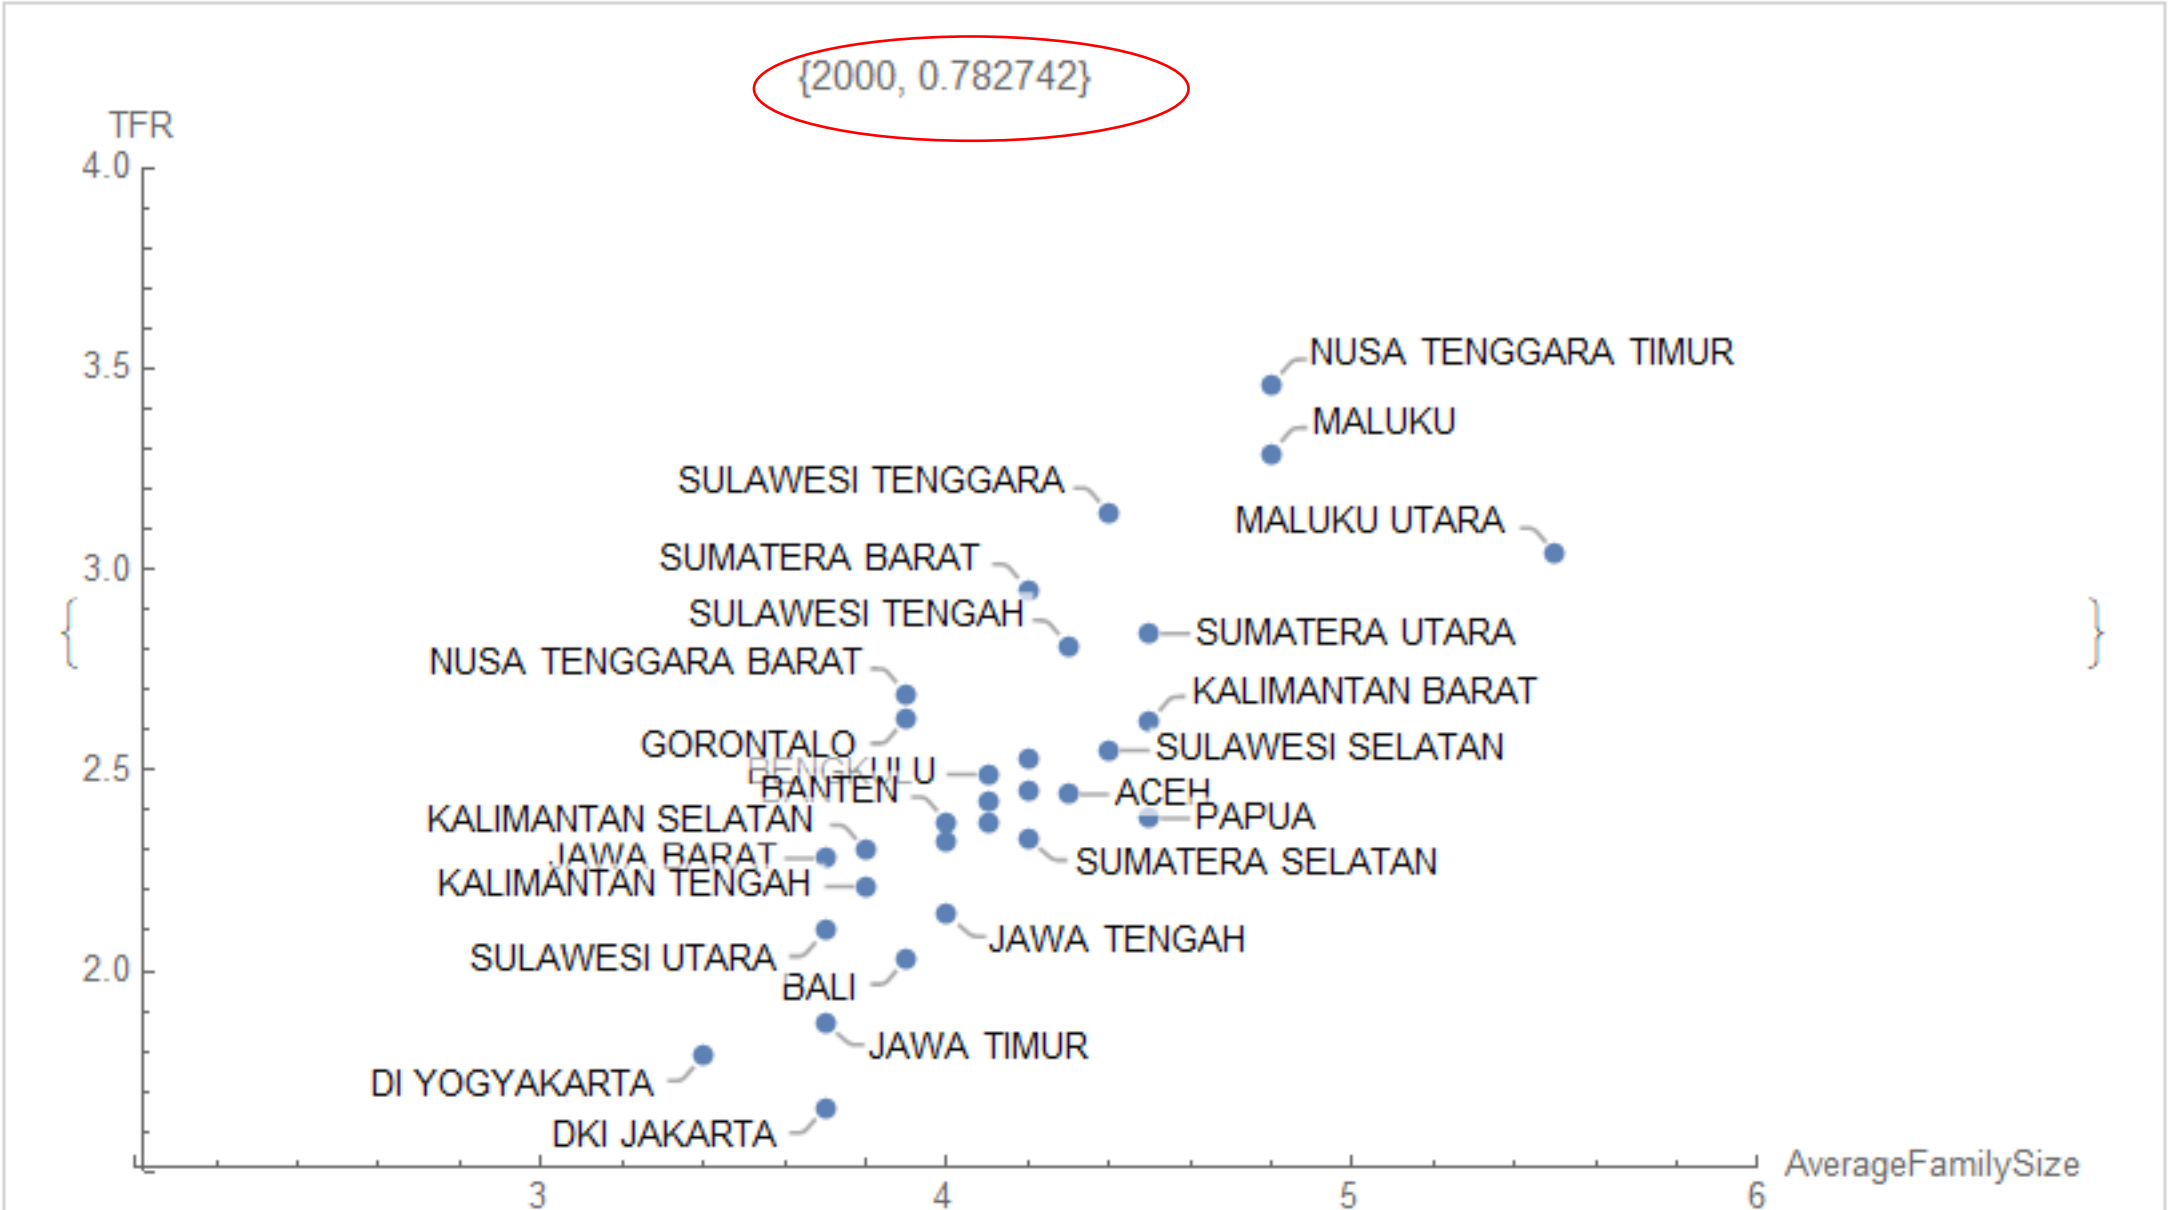 {2000, 0.782742}
TFR
4.0
3.5
NUSA TENGGARA TIMUR
MALUKU
SULAWESI TENGGARA
MALUKU UTARA
3.0
SUMATERA BARAT
SULAWESI TENGAH
SUMATERA UTARA
{
}
NUSA TENGGARA BARAT
KALIMANTAN BARAT
GORONTALO
SULAWESI SELATAN
2.5
BENGKULU
BANTEN
ACEH
PAPUA
KALIMANTAN SELATAN
JAWA BARAT
SUMATERA SELATAN
KALIMANTAN TENGAH
JAWA TENGAH
SULAWESI UTARA
2.0
BALI
JAWA TIMUR
DI YOGYAKARTA
DKI JAKARTA
AverageFamilySize
3 4 5 6